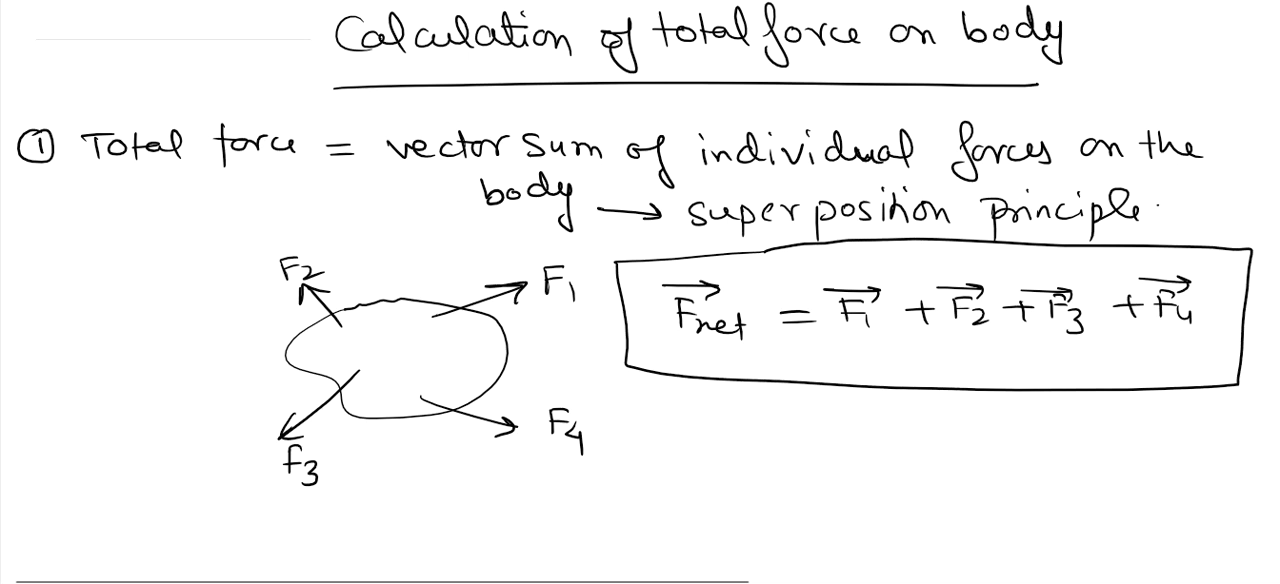 Calculation of total force on body
① Total force = vector sum of individual forces on the
body → superposition principle.
F2
F1
F⃗net = F⃗1 + F⃗2 + F⃗3 + F⃗4
F4
f3